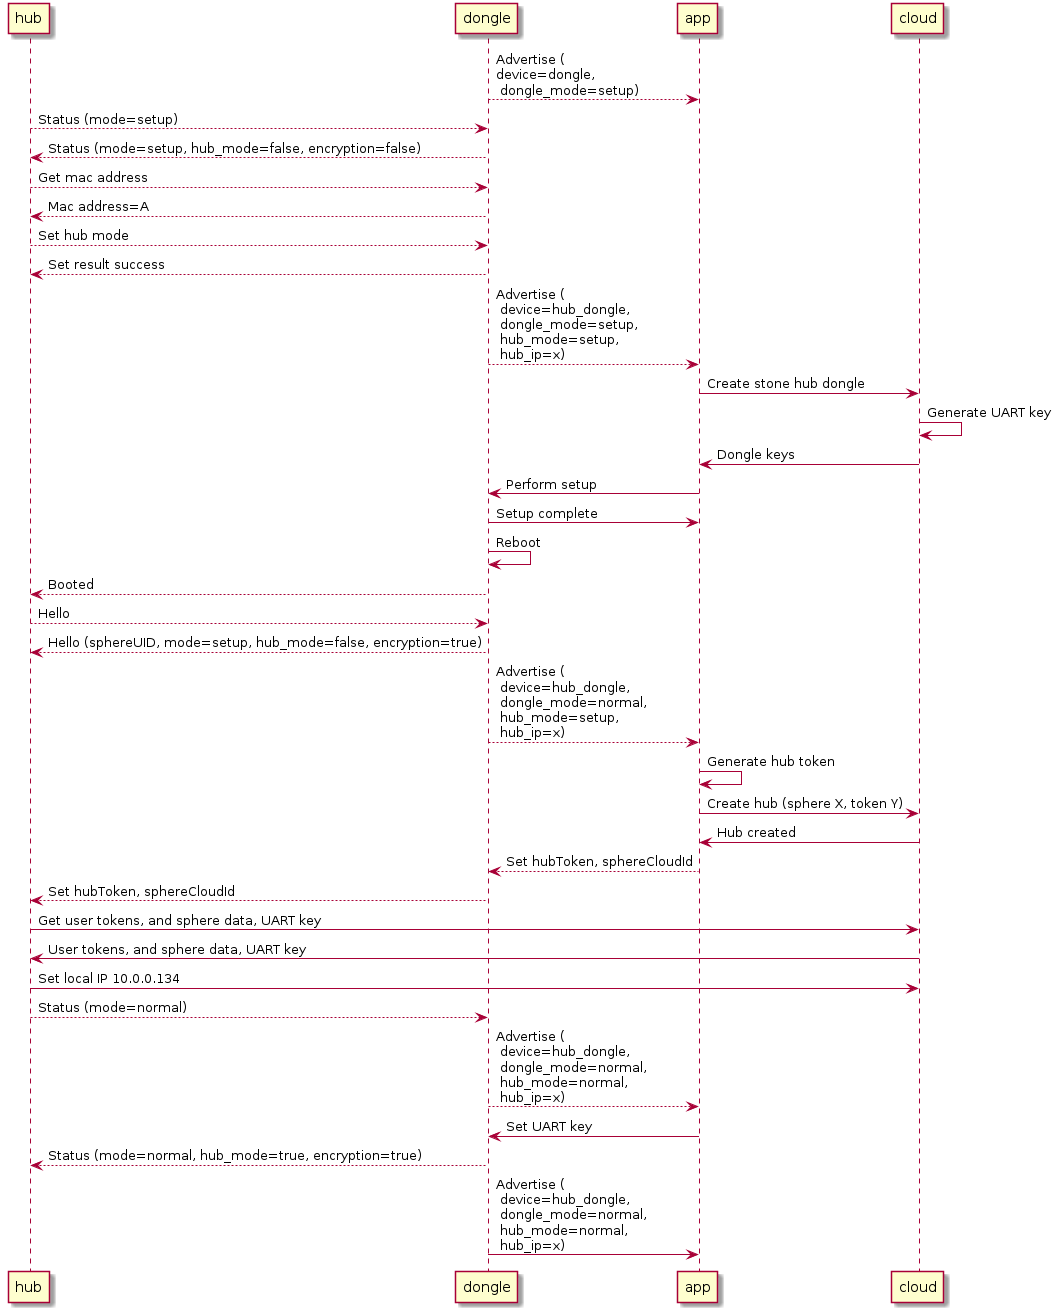 hub
dongle
app
cloud
Advertise (
device=dongle,
dongle_mode=setup)
Status (mode=setup)
Status (mode=setup, hub_mode=false, encryption=false)
Get mac address
Mac address=A
Set hub mode
Set result success
Advertise (
device=hub_dongle,
dongle_mode=setup,
hub_mode=setup,
hub_ip=x)
Create stone hub dongle
Generate UART key
Dongle keys
Perform setup
Setup complete
Reboot
Booted
Hello
Hello (sphereUID, mode=setup, hub_mode=false, encryption=true)
Advertise (
device=hub_dongle,
dongle_mode=normal,
hub_mode=setup,
hub_ip=x)
Generate hub token
Create hub (sphere X, token Y)
Hub created
Set hubToken, sphereCloudId
Set hubToken, sphereCloudId
Get user tokens, and sphere data, UART key
User tokens, and sphere data, UART key
Set local IP 10.0.0.134
Status (mode=normal)
Advertise (
device=hub_dongle,
dongle_mode=normal,
hub_mode=normal,
hub_ip=x)
Set UART key
Status (mode=normal, hub_mode=true, encryption=true)
Advertise (
device=hub_dongle,
dongle_mode=normal,
hub_mode=normal,
hub_ip=x)
hub
dongle
app
cloud